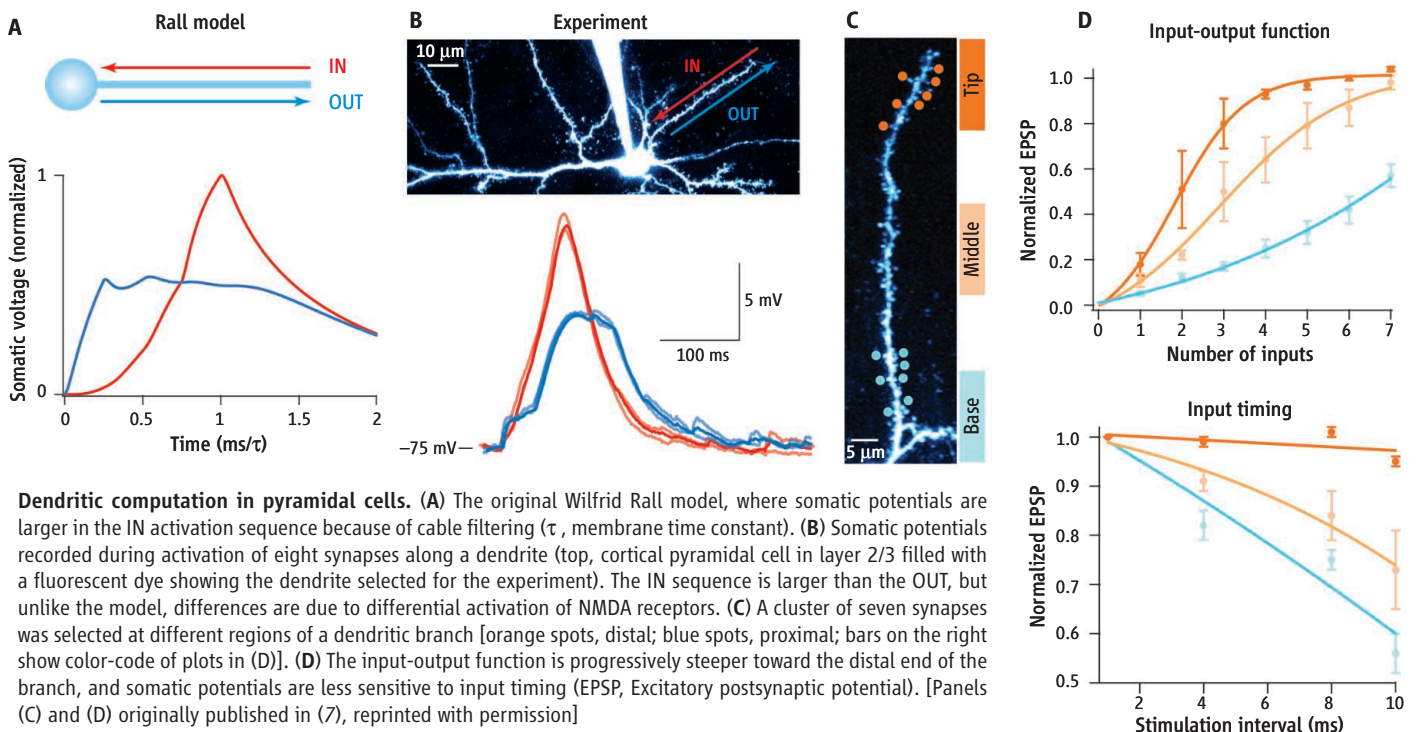 A
Rall model
IN
OUT
Somatic voltage (normalized)
1
0
0
0.5
1
1.5
2
Time (ms/τ)
B
Experiment
10 μm
IN
OUT
5 mV
100 ms
–75 mV
C
Tip
Middle
Base
5 μm
D
Input-output function
Normalized EPSP
1.0
0.8
0.6
0.4
0.2
0.0
0
1
2
3
4
5
6
7
Number of inputs
Input timing
Normalized EPSP
1.0
0.9
0.8
0.7
0.6
0.5
2
4
6
8
10
Stimulation interval (ms)
Dendritic computation in pyramidal cells. (A) The original Wilfrid Rall model, where somatic potentials are
larger in the IN activation sequence because of cable filtering (τ , membrane time constant). (B) Somatic potentials
recorded during activation of eight synapses along a dendrite (top, cortical pyramidal cell in layer 2/3 filled with
a fluorescent dye showing the dendrite selected for the experiment). The IN sequence is larger than the OUT, but
unlike the model, differences are due to differential activation of NMDA receptors. (C) A cluster of seven synapses
was selected at different regions of a dendritic branch [orange spots, distal; blue spots, proximal; bars on the right
show color-code of plots in (D)]. (D) The input-output function is progressively steeper toward the distal end of the
branch, and somatic potentials are less sensitive to input timing (EPSP, Excitatory postsynaptic potential). [Panels
(C) and (D) originally published in (7), reprinted with permission]